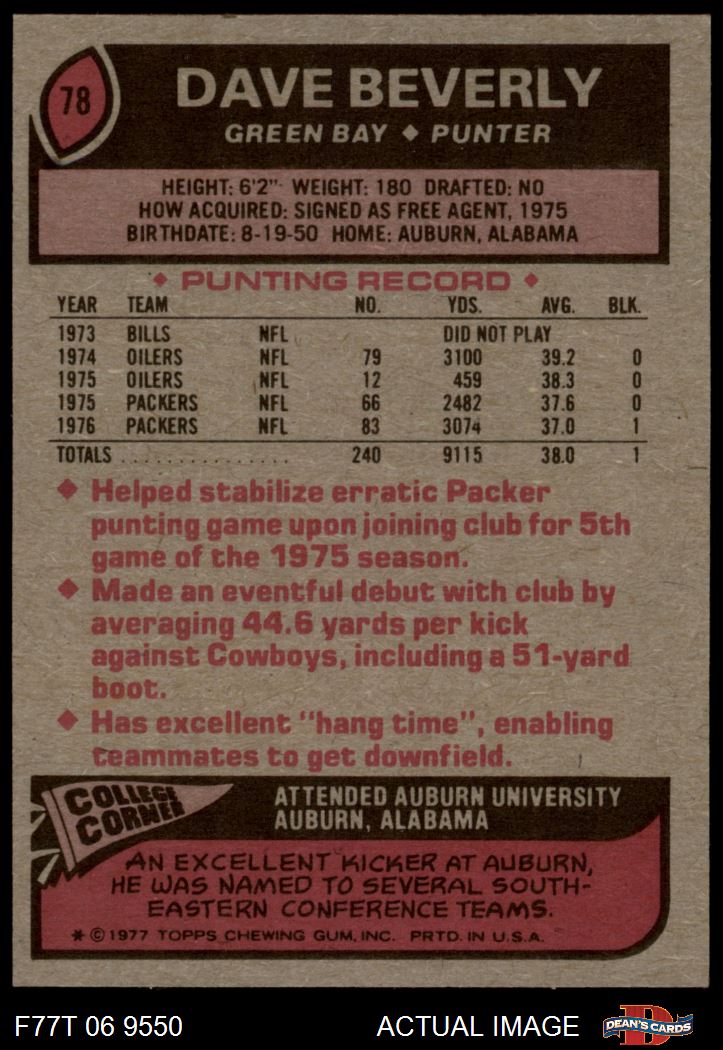 78
DAVE BEVERLY
GREEN BAY ◆ PUNTER
HEIGHT: 6'2" WEIGHT: 180 DRAFTED: NO
HOW ACQUIRED: SIGNED AS FREE AGENT, 1975
BIRTHDATE: 8-19-50 HOME: AUBURN, ALABAMA
◆ PUNTING RECORD ◆
YEAR TEAM NO. YDS. AVG. BLK.
1973 BILLS NFL DID NOT PLAY
1974 OILERS NFL 79 3100 39.2 0
1975 OILERS NFL 12 459 38.3 0
1975 PACKERS NFL 66 2482 37.6 0
1976 PACKERS NFL 83 3074 37.0 1
TOTALS ................ 240 9115 38.0 1
◆ Helped stabilize erratic Packer
punting game upon joining club for 5th
game of the 1975 season.
◆ Made an eventful debut with club by
averaging 44.6 yards per kick
against Cowboys, including a 51-yard
boot.
◆ Has excellent "hang time", enabling
teammates to get downfield.
COLLEGE
CORNER
ATTENDED AUBURN UNIVERSITY
AUBURN, ALABAMA
AN EXCELLENT KICKER AT AUBURN,
HE WAS NAMED TO SEVERAL SOUTH-
EASTERN CONFERENCE TEAMS.
* © 1977 TOPPS CHEWING GUM, INC. PRTD. IN U.S.A.
F77T 06 9550 ACTUAL IMAGE
D
DEAN'S CARDS